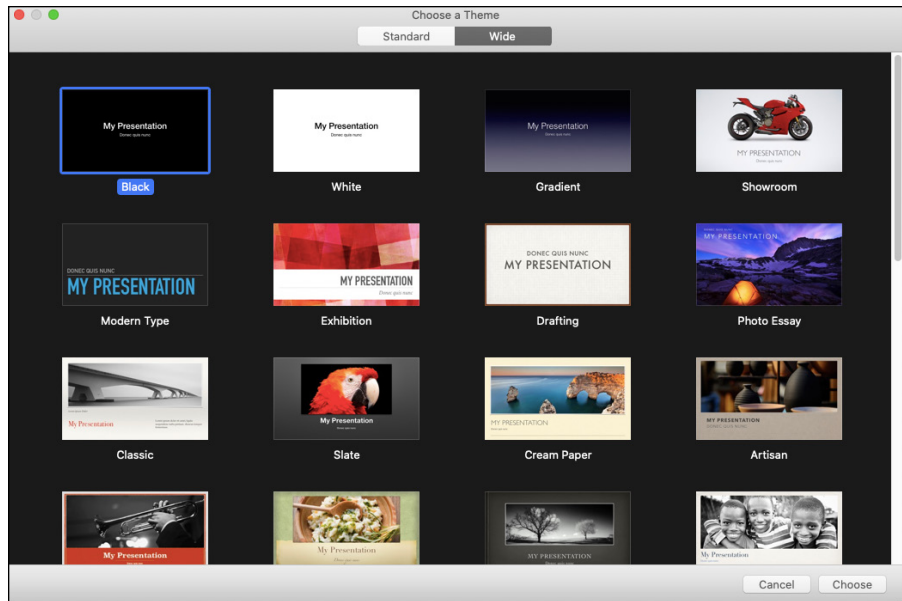 Choose a Theme
Standard
Wide
My Presentation
Donec quis nunc
My Presentation
Donec quis nunc
My Presentation
Donec quis nunc
MY PRESENTATION
Donec quis nunc
Black
White
Gradient
Showroom
DONEC QUIS NUNC
MY PRESENTATION
MY PRESENTATION
Donec quis nunc
DONEC QUIS NUNC
MY PRESENTATION
DONEC QUIS NUNC
MY PRESENTATION
Modern Type
Exhibition
Drafting
Photo Essay
My Presentation
My Presentation
MY PRESENTATION
MY PRESENTATION
DONEC QUIS NUNC
Classic
Slate
Cream Paper
Artisan
My Presentation
My Presentation
Donec quis nunc
MY PRESENTATION
My Presentation
Cancel
Choose